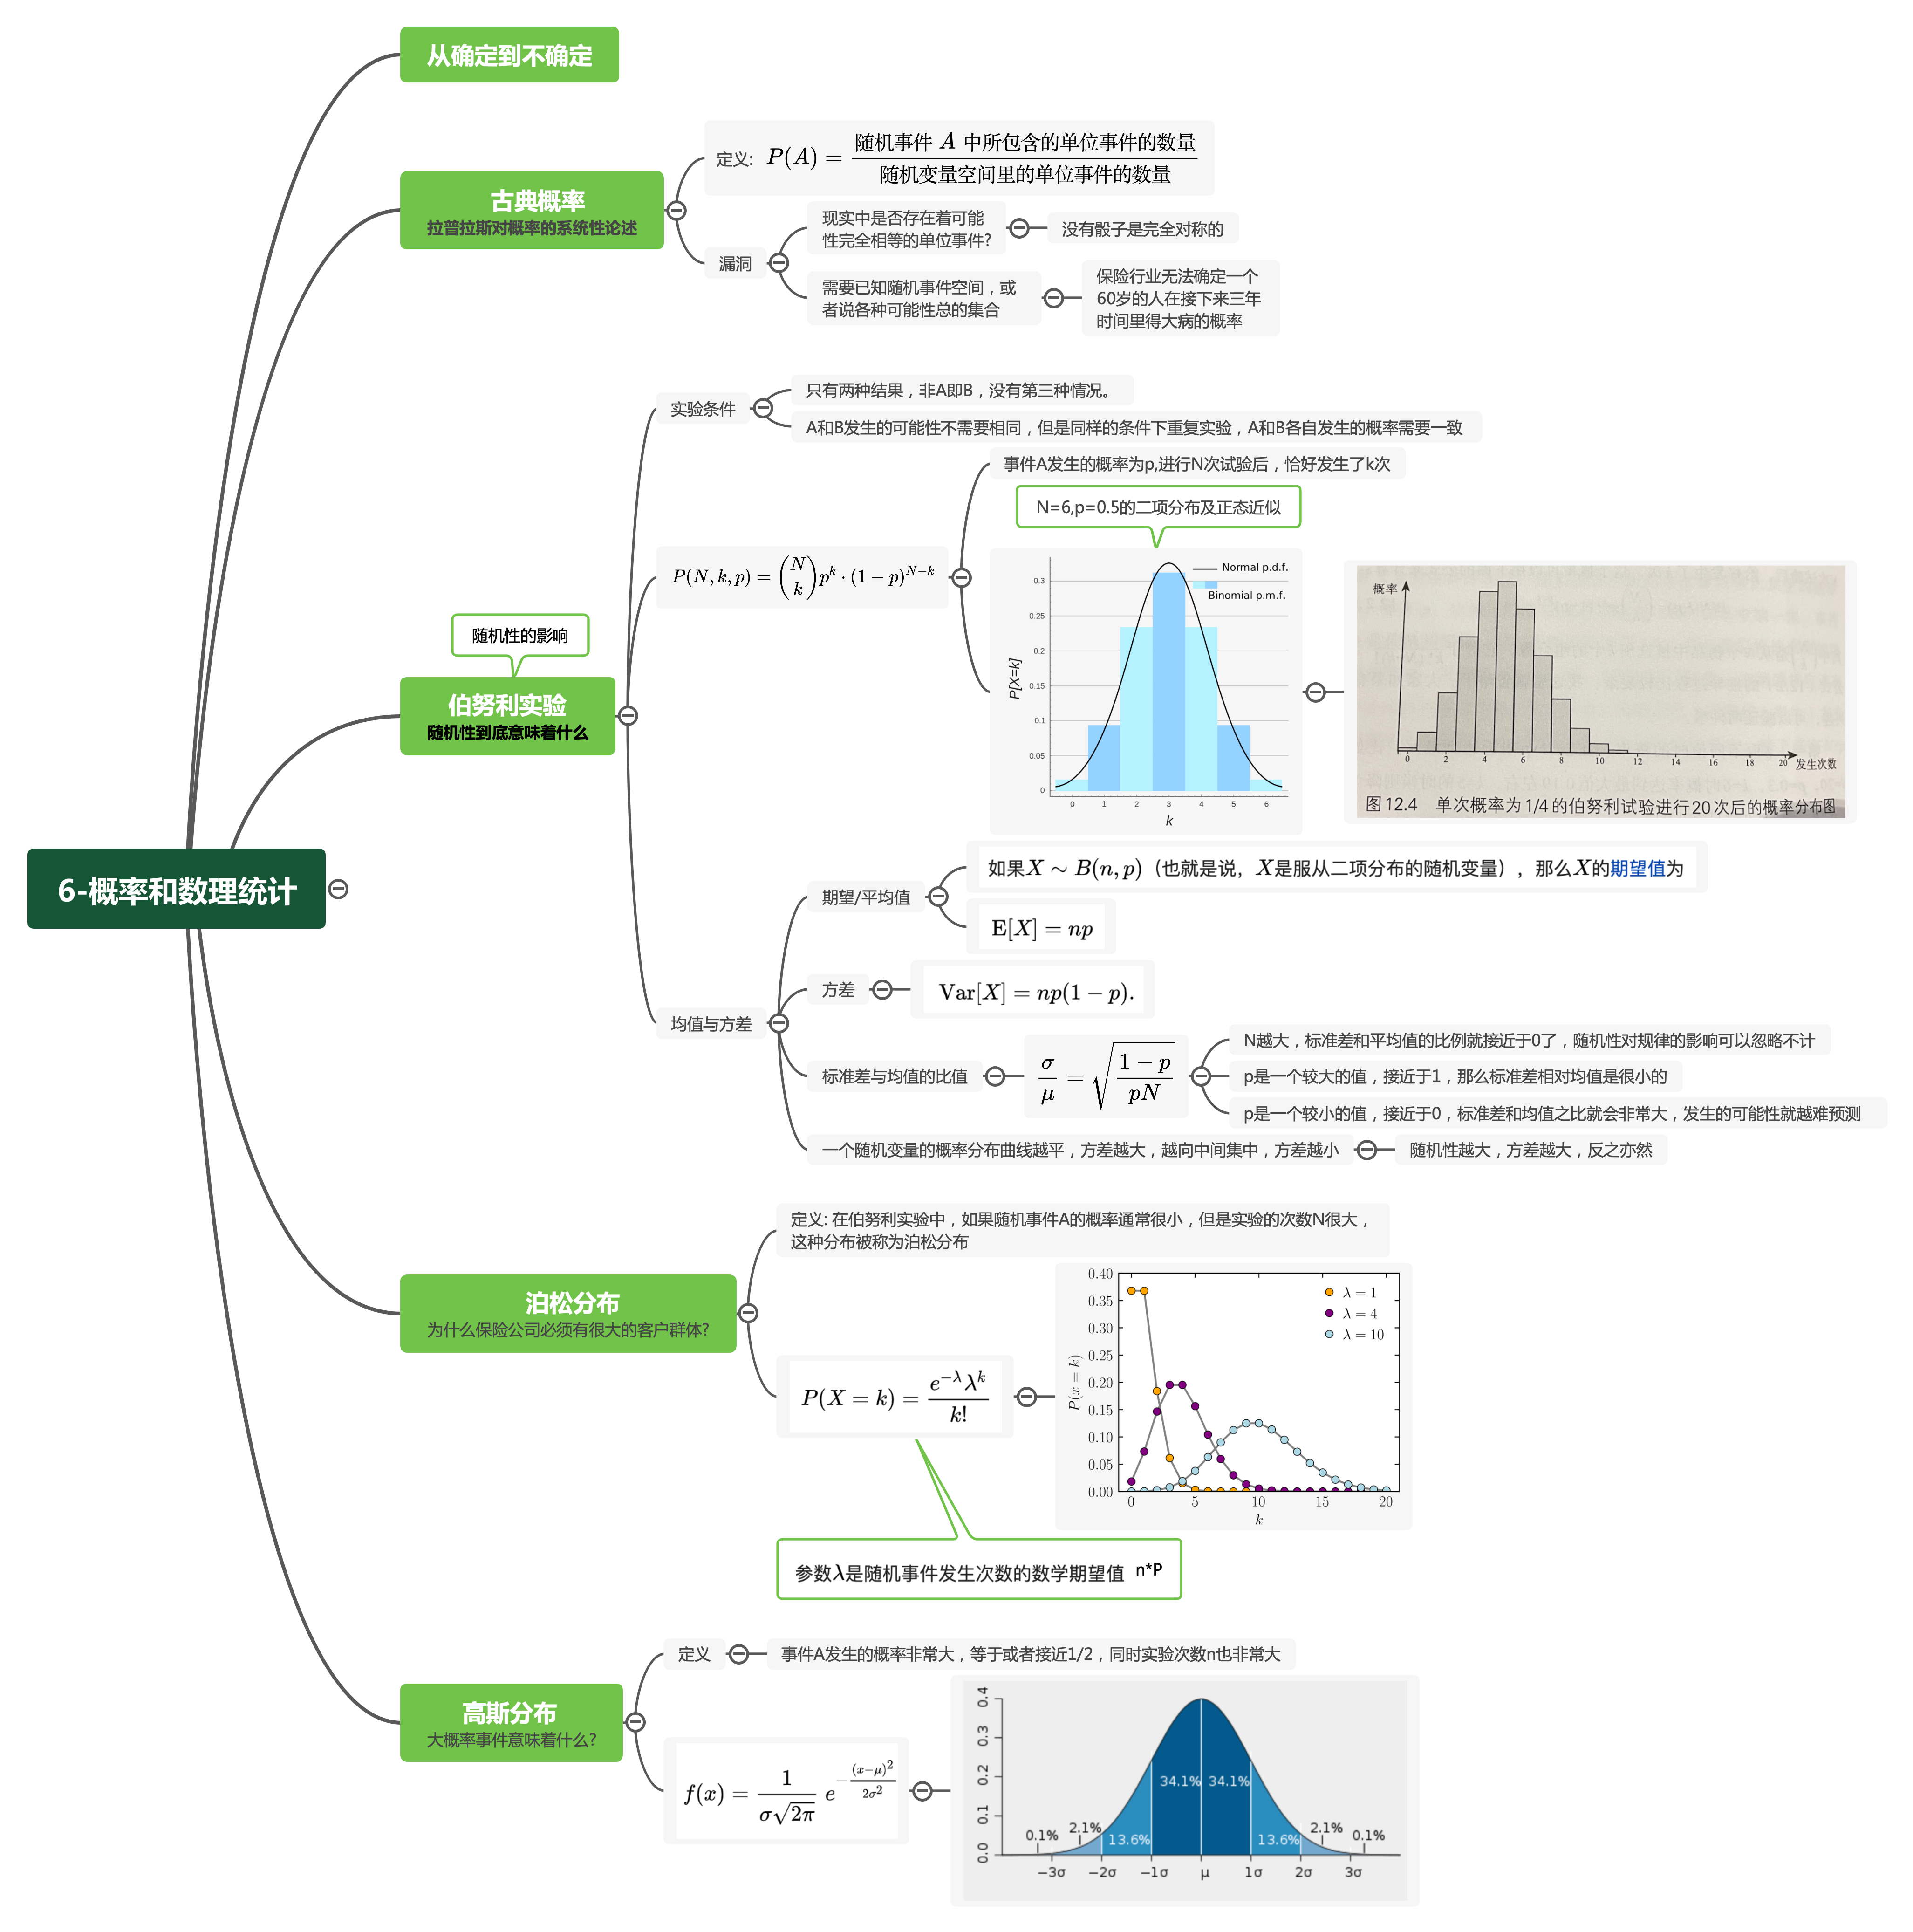 从确定到不确定
古典概率
拉普拉斯对概率的系统性论述
定义: P(A) = 随机事件 A 中所包含的单位事件的数量 / 随机变量空间里的单位事件的数量
漏洞
现实中是否存在着可能
性完全相等的单位事件?
没有骰子是完全对称的
需要已知随机事件空间，或
者说各种可能性总的集合
保险行业无法确定一个
60岁的人在接下来三年
时间里得大病的概率
6-概率和数理统计
随机性的影响
伯努利实验
随机性到底意味着什么
实验条件
只有两种结果，非A即B，没有第三种情况。
A和B发生的可能性不需要相同，但是同样的条件下重复实验，A和B各自发生的概率需要一致
P(N, k, p) = (N k) p^k · (1 − p)^{N−k}
事件A发生的概率为p,进行N次试验后，恰好发生了k次
N=6,p=0.5的二项分布及正态近似
Normal p.d.f.
Binomial p.m.f.
P[X=k]
0.3
0.25
0.2
0.15
0.1
0.05
0
0 1 2 3 4 5 6
k
概率
0 2 4 6 8 10 12 14 16 18 20 发生次数
图 12.4 单次概率为 1/4 的伯努利试验进行 20 次后的概率分布图
均值与方差
期望/平均值
如果X ∼ B(n, p)（也就是说，X是服从二项分布的随机变量），那么X的期望值为
E[X] = np
方差
Var[X] = np(1 − p).
标准差与均值的比值
σ/μ = √((1 − p)/(pN))
N越大，标准差和平均值的比例就接近于0了，随机性对规律的影响可以忽略不计
p是一个较大的值，接近于1，那么标准差相对均值是很小的
p是一个较小的值，接近于0，标准差和均值之比就会非常大，发生的可能性就越难预测
一个随机变量的概率分布曲线越平，方差越大，越向中间集中，方差越小
随机性越大，方差越大，反之亦然
泊松分布
为什么保险公司必须有很大的客户群体?
定义: 在伯努利实验中，如果随机事件A的概率通常很小，但是实验的次数N很大，
这种分布被称为泊松分布
P(X = k) = e^{−λ}λ^k / k!
0.40
0.35
0.30
0.25
0.20
0.15
0.10
0.05
0.00
P(x = k)
λ = 1
λ = 4
λ = 10
0 5 10 15 20
k
参数λ是随机事件发生次数的数学期望值 n*P
高斯分布
大概率事件意味着什么?
定义
事件A发生的概率非常大，等于或者接近1/2，同时实验次数n也非常大
f(x) = 1/(σ√2π) e^{−(x−μ)²/2σ²}
0.4
0.3
0.2
0.1
0.0
34.1% 34.1%
0.1% 2.1% 13.6% 13.6% 2.1% 0.1%
−3σ −2σ −1σ μ 1σ 2σ 3σ